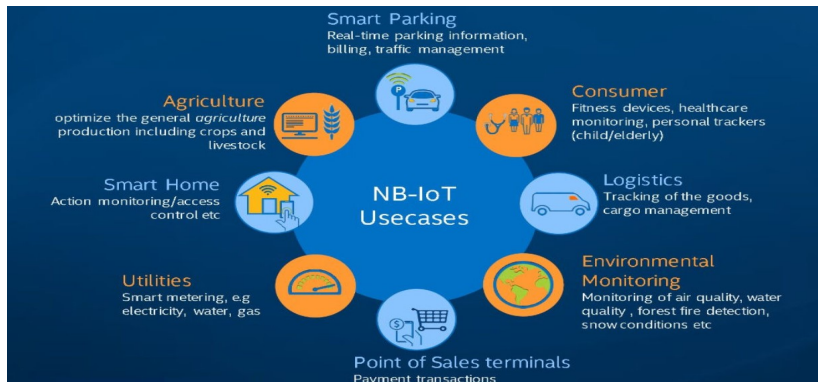 Smart Parking
Real-time parking information,
billing, traffic management
Consumer
Fitness devices, healthcare
monitoring, personal trackers
(child/elderly)
Logistics
Tracking of the goods,
cargo management
Environmental
Monitoring
Monitoring of air quality, water
quality , forest fire detection,
snow conditions etc
Point of Sales terminals
Payment transactions
Utilities
Smart metering, e.g
electricity, water, gas
Smart Home
Action monitoring/access
control etc
Agriculture
optimize the general agriculture
production including crops and
livestock
NB-IoT
Usecases
P
$